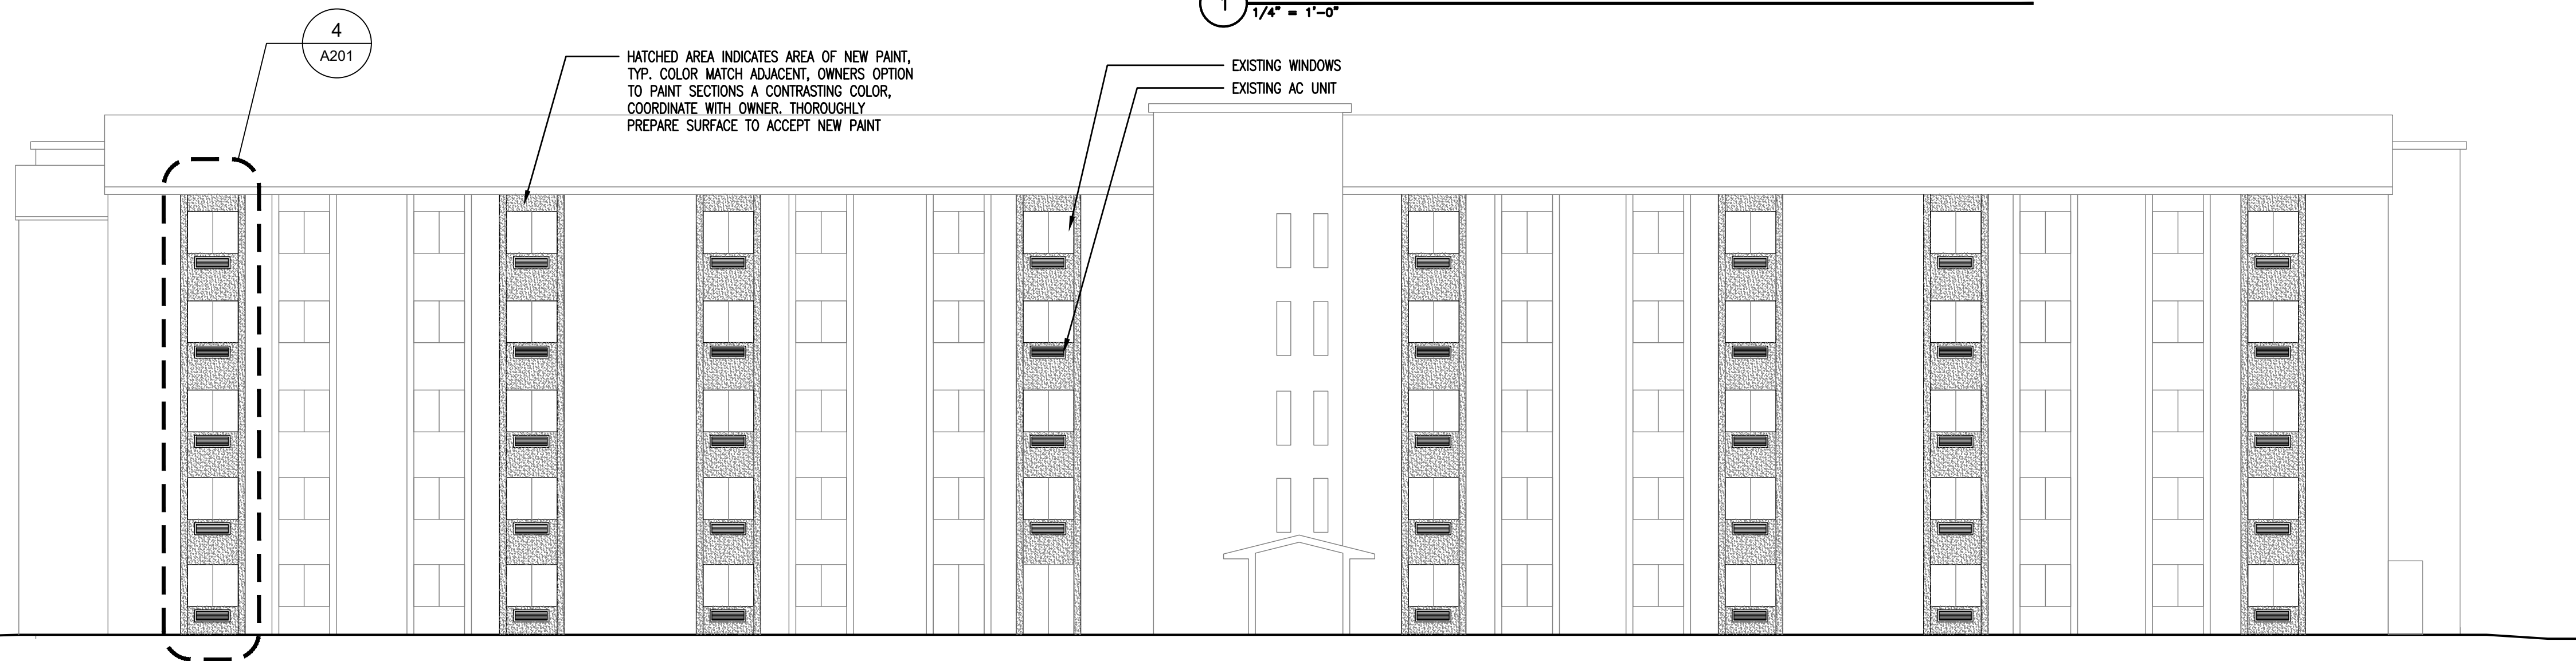 1
1/4" = 1'-0"
4
A201
HATCHED AREA INDICATES AREA OF NEW PAINT,
TYP. COLOR MATCH ADJACENT, OWNERS OPTION
TO PAINT SECTIONS A CONTRASTING COLOR,
COORDINATE WITH OWNER. THOROUGHLY
PREPARE SURFACE TO ACCEPT NEW PAINT
EXISTING WINDOWS
EXISTING AC UNIT